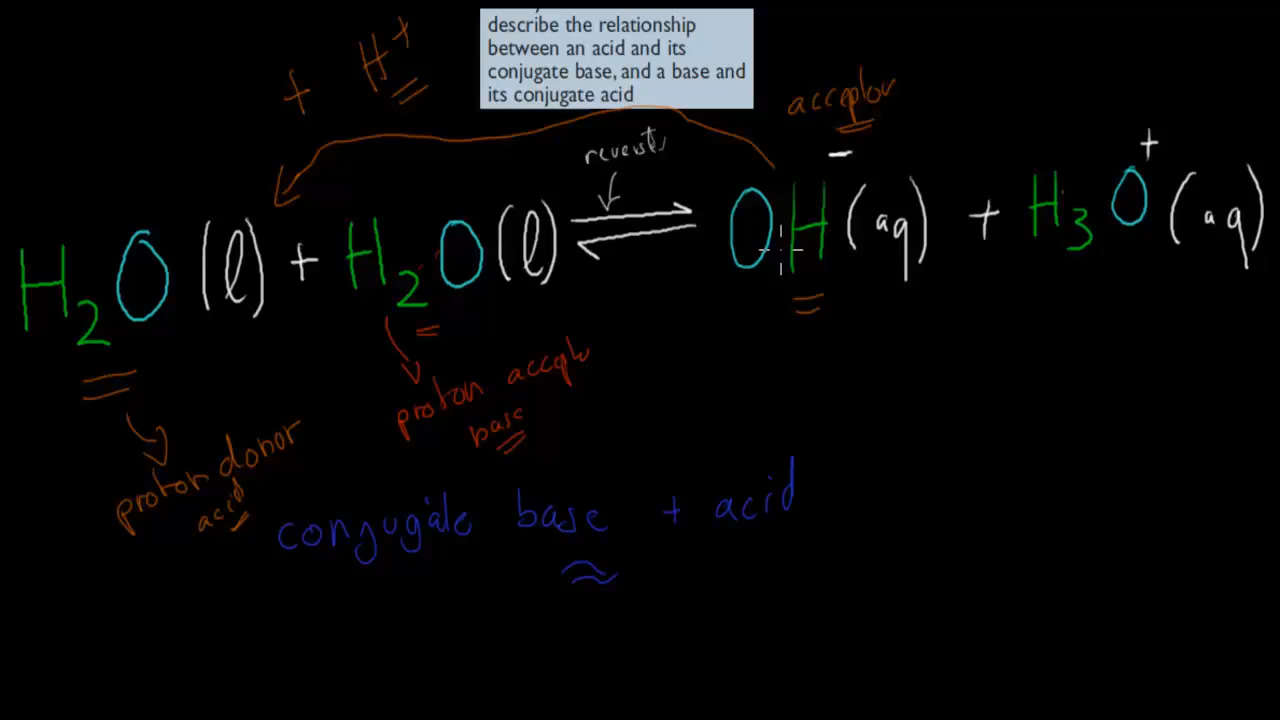 describe the relationship
between an acid and its
conjugate base, and a base and
its conjugate acid
+ H⁺
acceptor
H₂O (l) + H₂O (l) ⇌ OH⁻ (aq) + H₃O⁺ (aq)
proton donor
acid
proton
base
conjugate base + acid